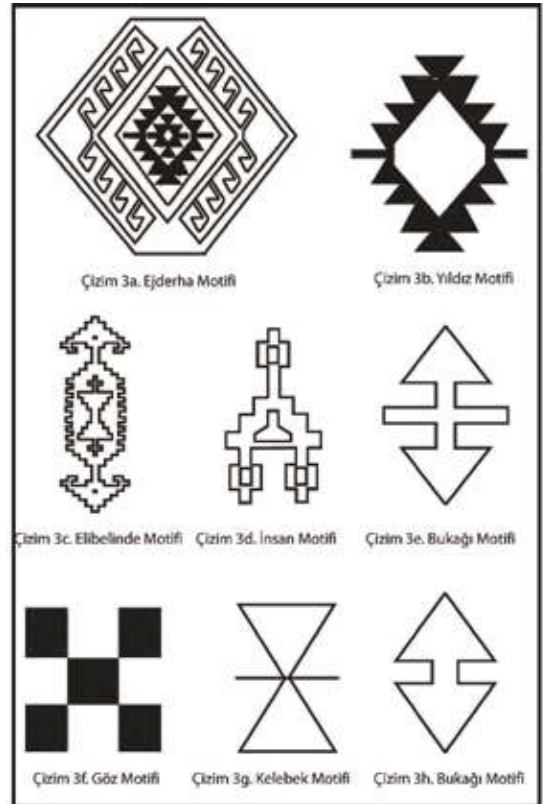 Çizim 3a. Ejderha Motifi
Çizim 3b. Yıldız Motifi
Çizim 3c. Elibelinde Motifi
Çizim 3d. İnsan Motifi
Çizim 3e. Bukağı Motifi
Çizim 3f. Göz Motifi
Çizim 3g. Kelebek Motifi
Çizim 3h. Bukağı Motifi